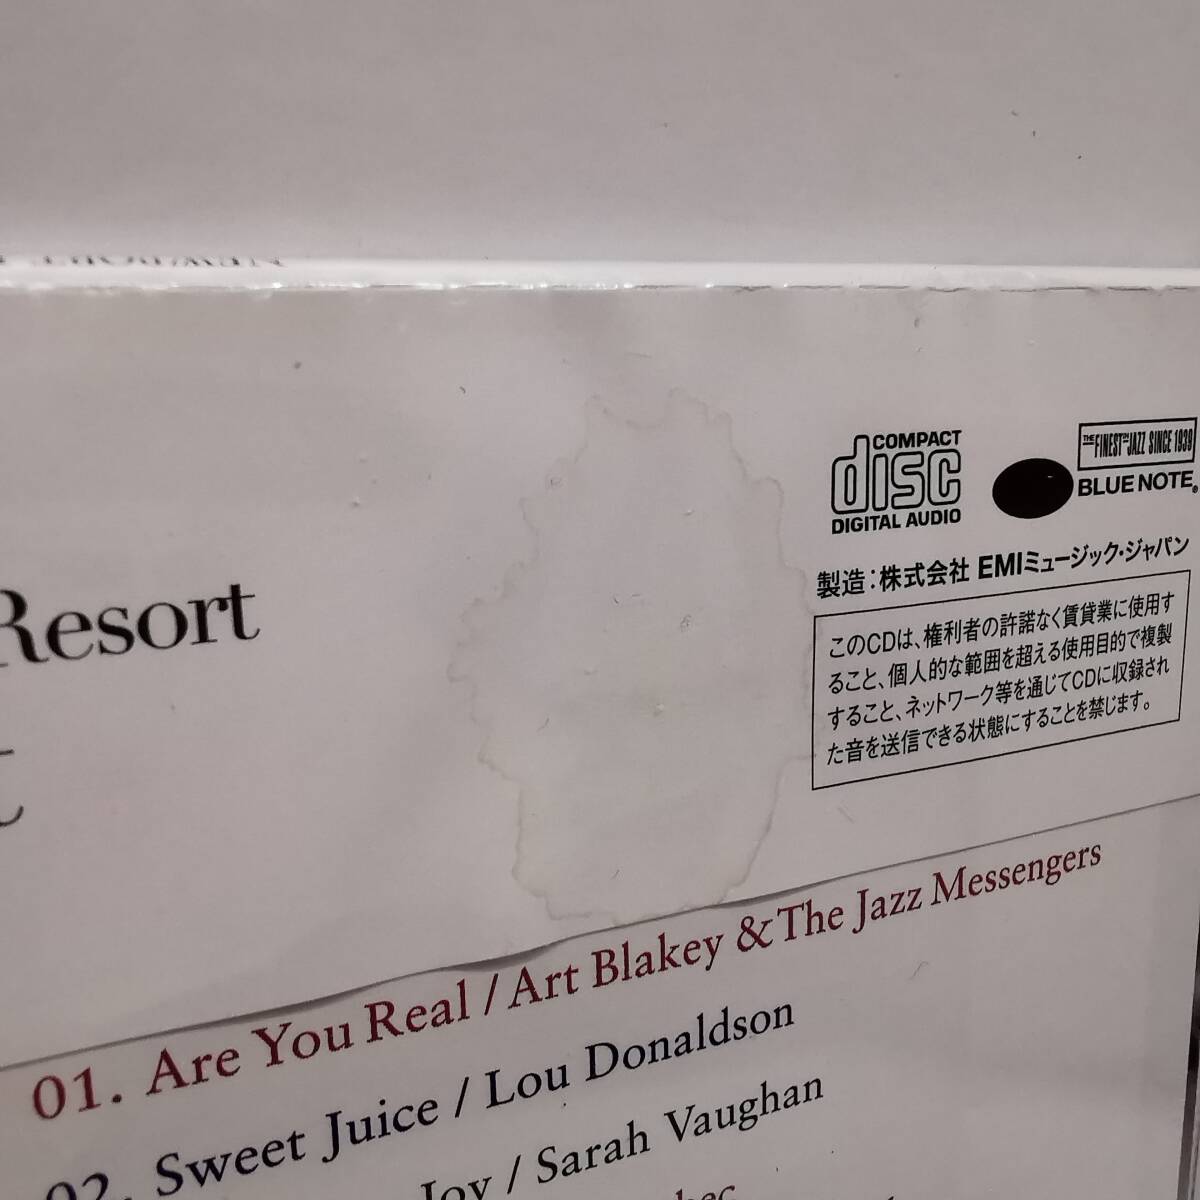 NEWPORT
Resort
t
COMPACT
disc
DIGITAL AUDIO
THE FINEST IN JAZZ SINCE 1939
BLUE NOTE®
製造:株式会社 EMIミュージック・ジャパン
このCDは、権利者の許諾なく賃貸業に使用す
ること、個人的な範囲を超える使用目的で複製
すること、ネットワーク等を通じてCDに収録され
た音を送信できる状態にすることを禁じます。
01. Are You Real / Art Blakey & The Jazz Messengers
02. Sweet Juice / Lou Donaldson
Joy / Sarah Vaughan